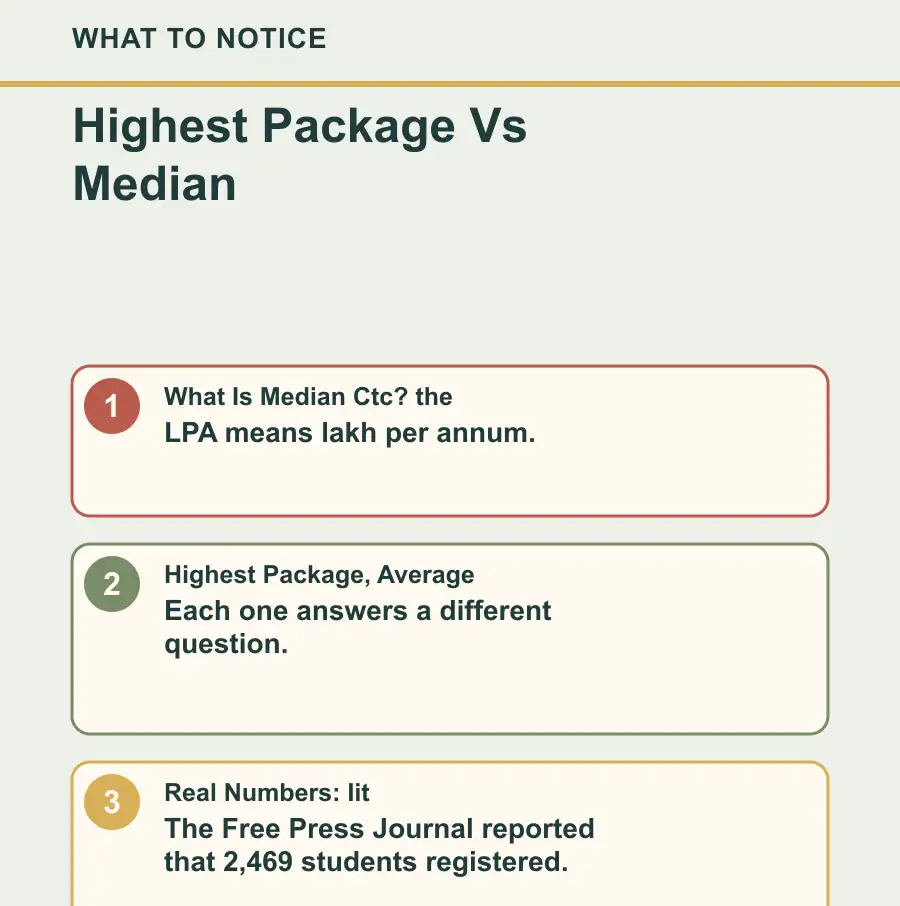 WHAT TO NOTICE
Highest Package Vs
Median
1
What Is Median Ctc? the
LPA means lakh per annum.
2
Highest Package, Average
Each one answers a different
question.
3
Real Numbers: Iit
The Free Press Journal reported
that 2,469 students registered.